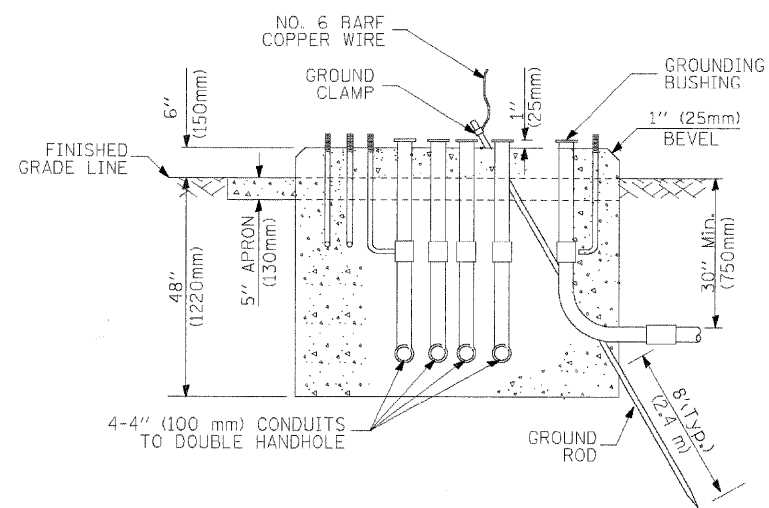 NO. 6 BARE
COPPER WIRE
GROUND
CLAMP
GROUNDING
BUSHING
6"
(150mm)
1"
(25mm)
1" (25mm)
BEVEL
FINISHED
GRADE LINE
48"
(1220mm)
5" APRON
(130mm)
30" Min.
(750mm)
4-4" (100 mm) CONDUITS
TO DOUBLE HANDHOLE
GROUND
ROD
8'(Typ.)
(2.4 m)